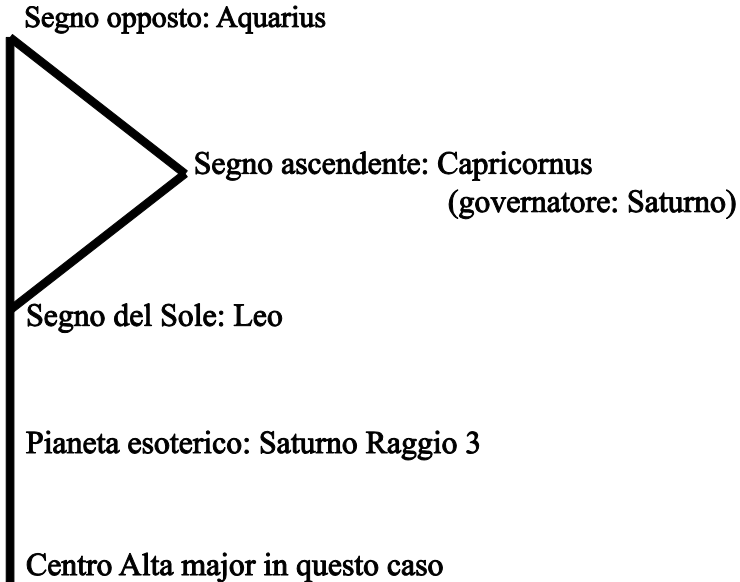 Segno opposto: Aquarius
Segno ascendente: Capricornus
(governatore: Saturno)
Segno del Sole: Leo
Pianeta esoterico: Saturno Raggio 3
Centro Alta major in questo caso